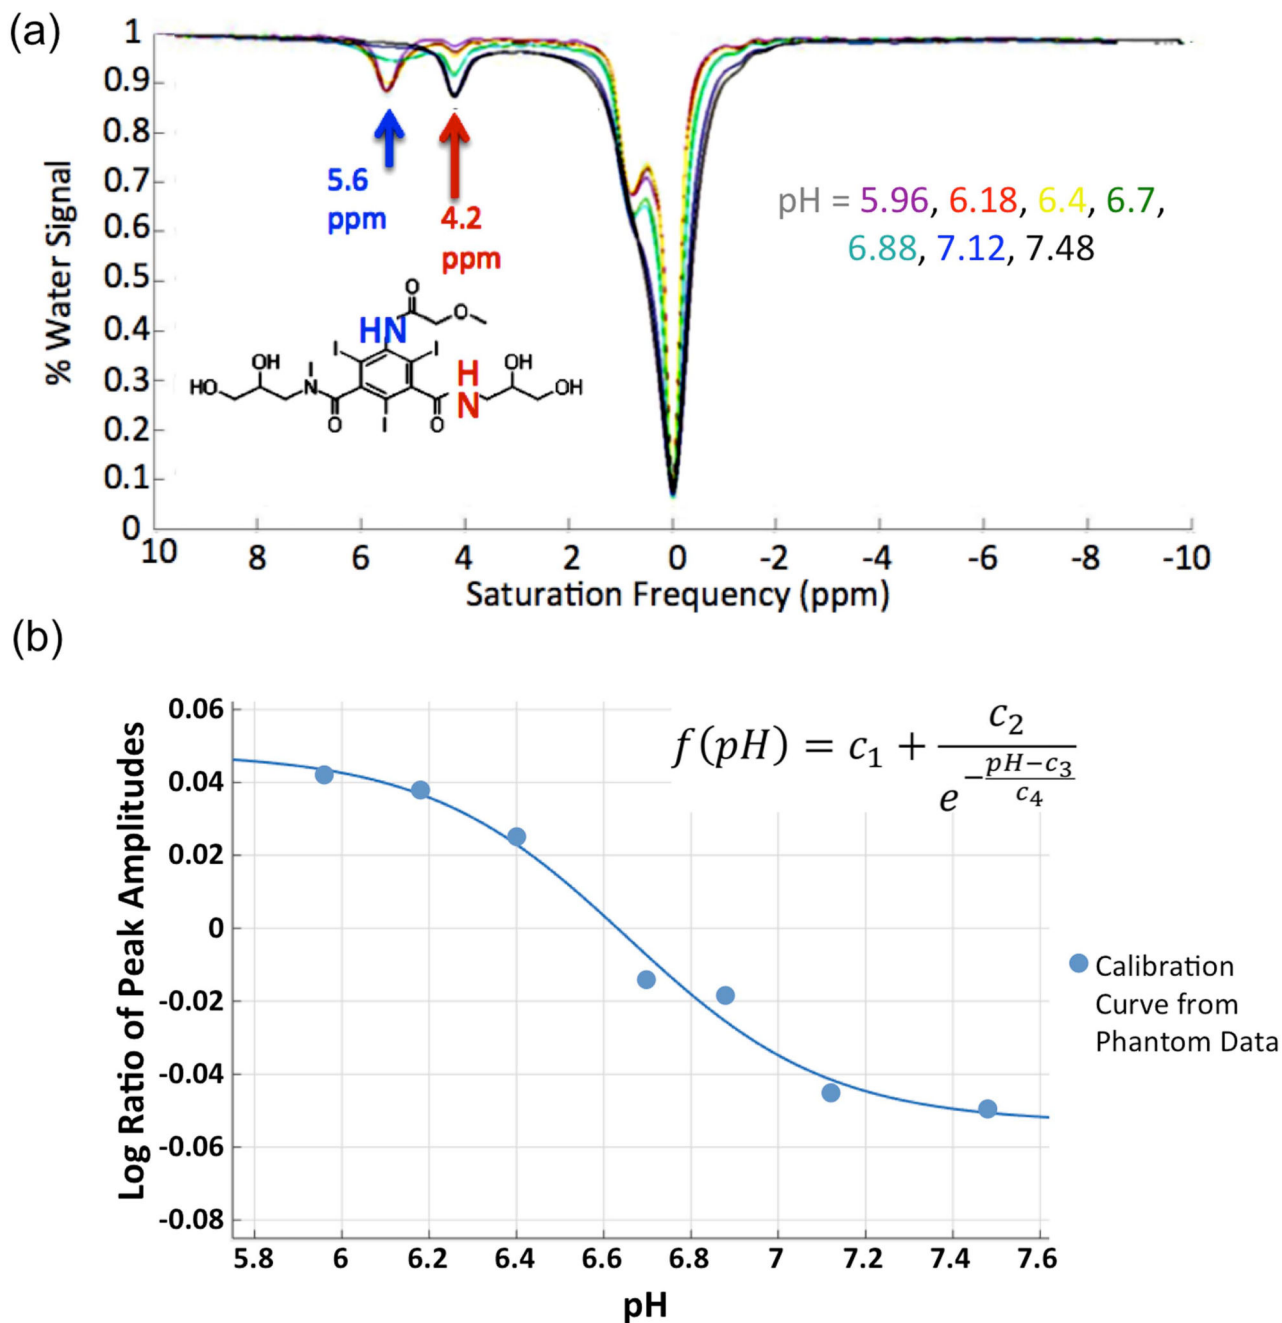 (a)
1
0.9
0.8
0.7
0.6
0.5
0.4
0.3
0.2
0.1
0
% Water Signal
5.6
ppm
4.2
ppm
pH = 5.96, 6.18, 6.4, 6.7,
6.88, 7.12, 7.48
O
HN
O
I
I
OH
I
H
OH
HO
N
N
OH
O
I
O
10 8 6 4 2 0 -2 -4 -6 -8 -10
Saturation Frequency (ppm)
(b)
0.06
0.04
0.02
0
-0.02
-0.04
-0.06
-0.08
Log Ratio of Peak Amplitudes
f(pH) = c₁ + c₂ / e^(-(pH-c₃)/c₄)
Calibration
Curve from
Phantom Data
5.8 6 6.2 6.4 6.6 6.8 7 7.2 7.4 7.6
pH